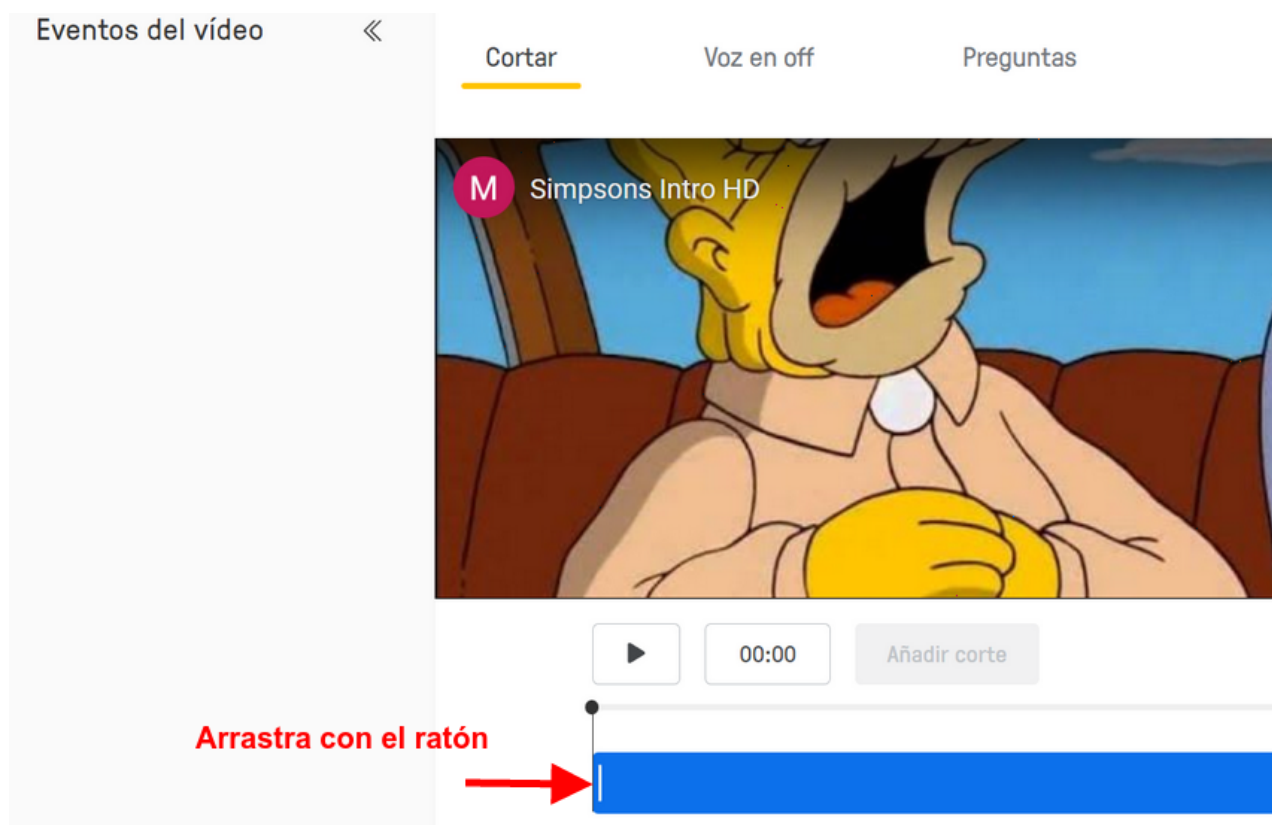 Eventos del vídeo
Cortar
Voz en off
Preguntas
M
Simpsons Intro HD
00:00
Añadir corte
Arrastra con el ratón